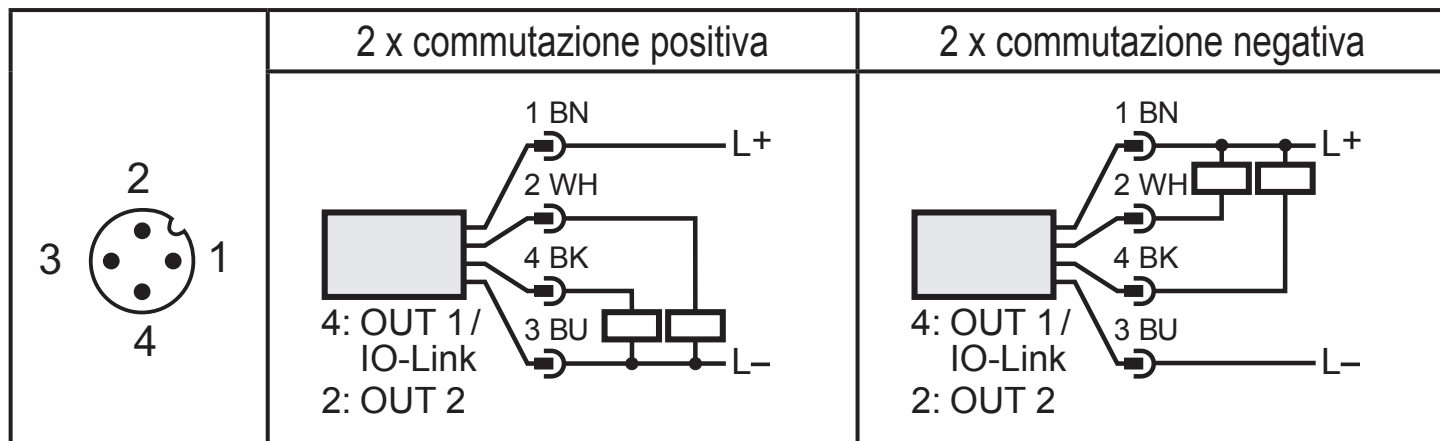 2 x commutazione positiva
2 x commutazione negativa
2
3
1
4
1 BN
L+
2 WH
4 BK
4: OUT 1/
3 BU
IO-Link
L–
2: OUT 2
1 BN
L+
2 WH
4 BK
4: OUT 1/
3 BU
IO-Link
L–
2: OUT 2